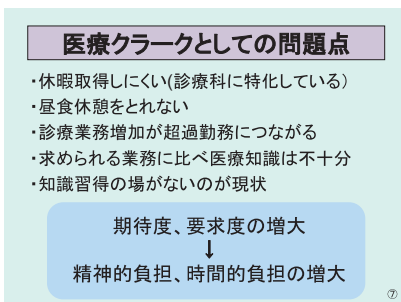 医療クラークとしての問題点
・休暇取得しにくい(診療科に特化している)
・昼食休憩をとれない
・診療業務増加が超過勤務につながる
・求められる業務に比べ医療知識は不十分
・知識習得の場がないのが現状
期待度、要求度の増大
↓
精神的負担、時間的負担の増大
⑦